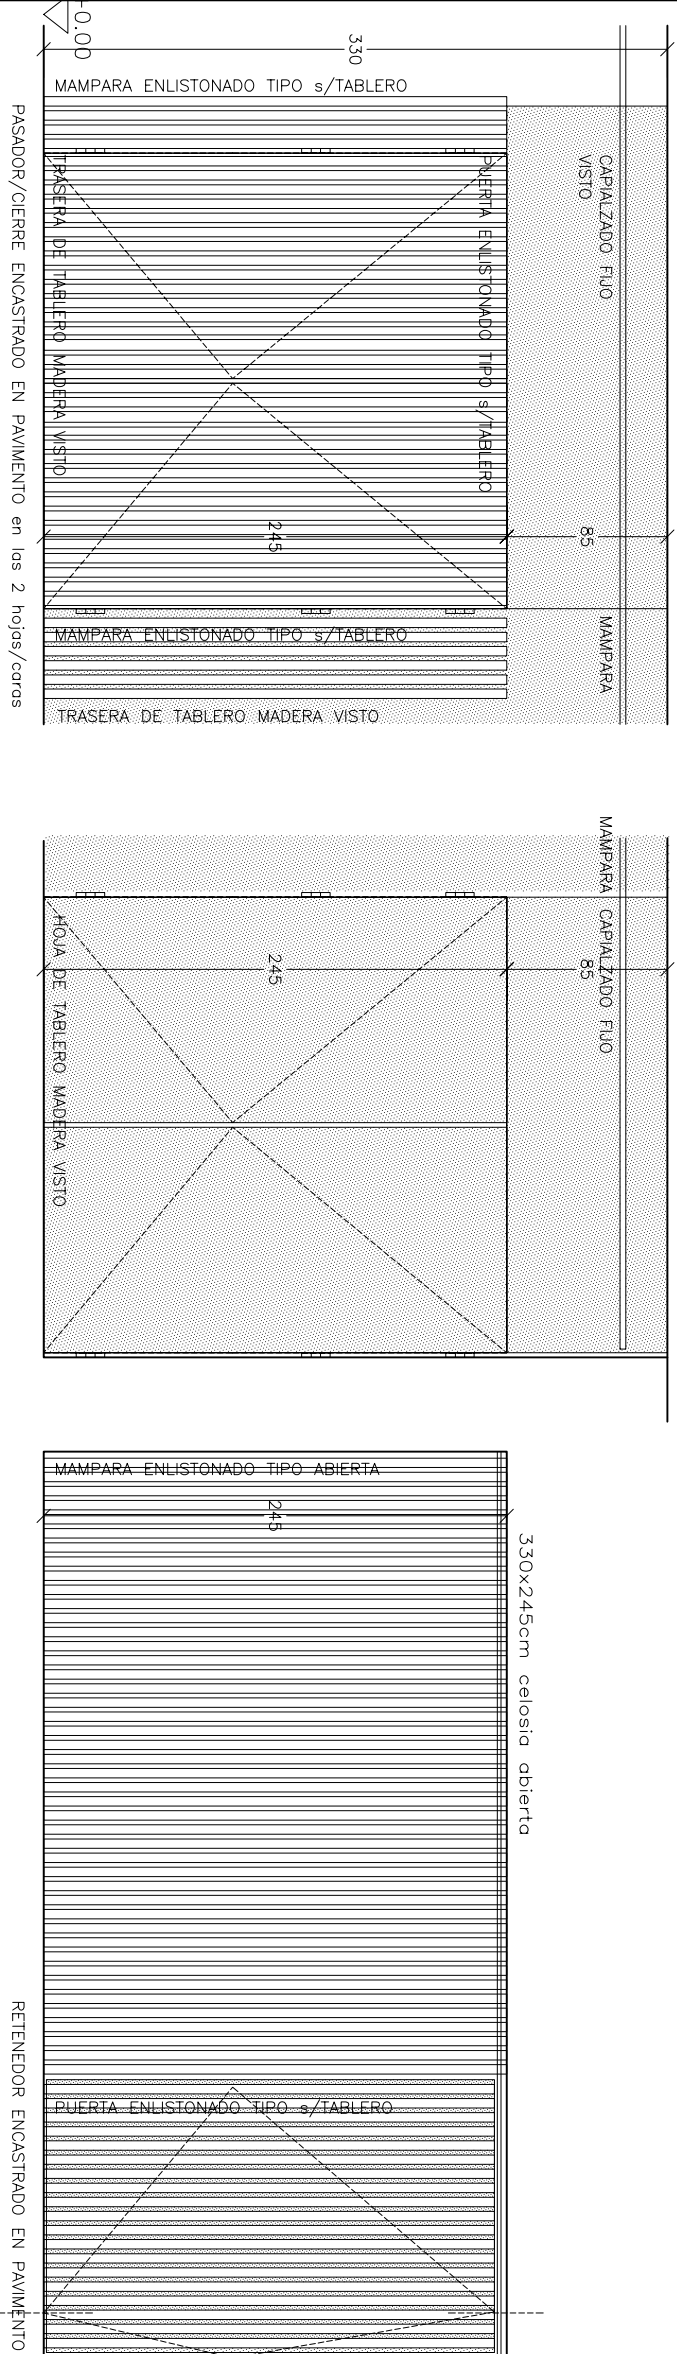 ±0.00
330
MAMPARA ENLISTONADO TIPO s/TABLERO
CAPIALZADO FIJO
VISTO
PUERTA ENLISTONADO TIPO s/TABLERO
TRASERA DE TABLERO MADERA VISTO
PASADOR/CIERRE ENCASTRADO EN PAVIMENTO en las 2 hojas/caras
245
85
MAMPARA ENLISTONADO TIPO s/TABLERO
MAMPARA
TRASERA DE TABLERO MADERA VISTO
MAMPARA CAPIALZADO FIJO
245
85
HOJA DE TABLERO MADERA VISTO
MAMPARA ENLISTONADO TIPO ABIERTA
245
330x245cm celosia abierta
PUERTA ENLISTONADO TIPO s/TABLERO
RETENEDOR ENCASTRADO EN PAVIMENTO